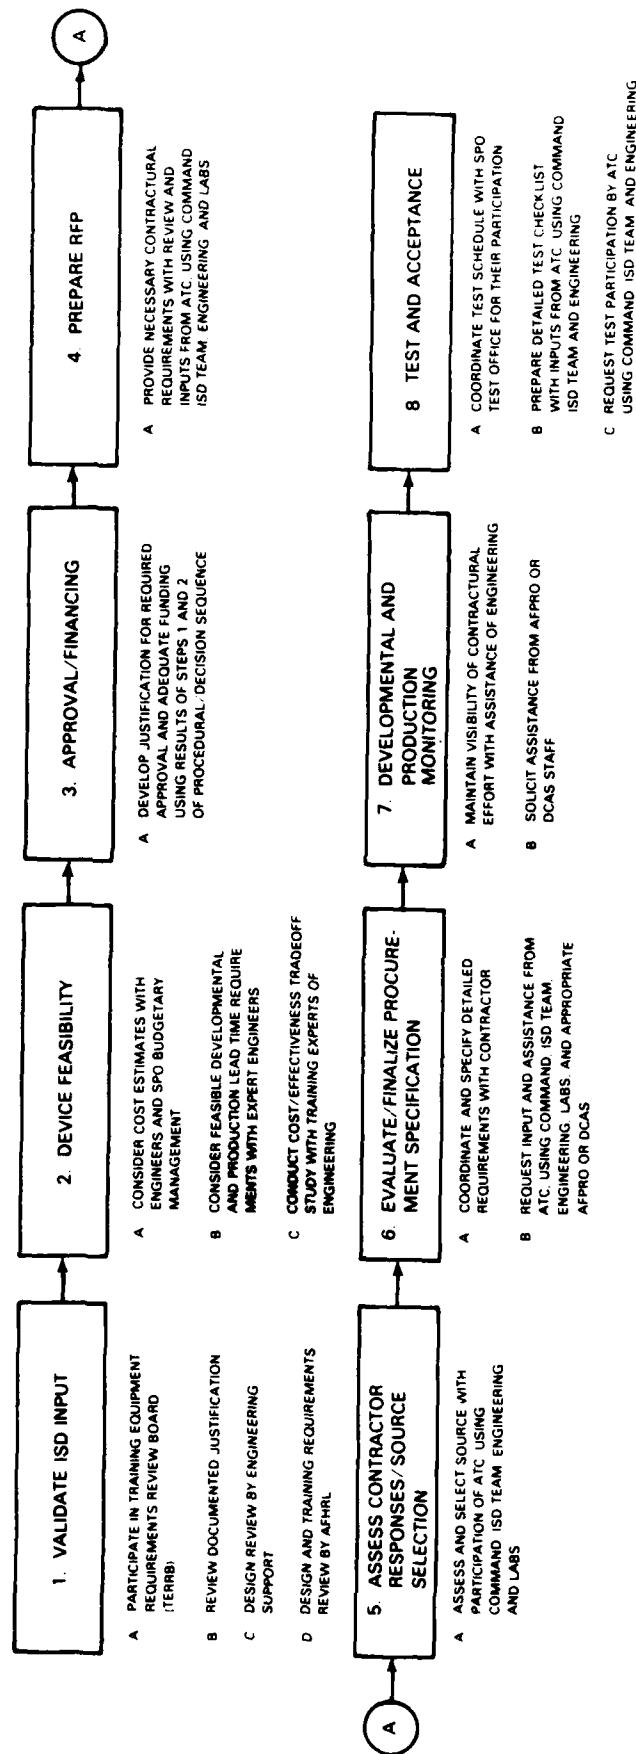 1. VALIDATE ISD INPUT
A PARTICIPATE IN TRAINING EQUIPMENT
REQUIREMENTS REVIEW BOARD
(TERRB)
B REVIEW DOCUMENTED JUSTIFICATION
C DESIGN REVIEW BY ENGINEERING
SUPPORT
D DESIGN AND TRAINING REQUIREMENTS
REVIEW BY AFHRL
2. DEVICE FEASIBILITY
A CONSIDER COST ESTIMATES WITH
ENGINEERS AND SPO BUDGETARY
MANAGEMENT
B CONSIDER FEASIBLE DEVELOPMENTAL
AND PRODUCTION LEAD TIME REQUIRE
MENTS WITH EXPERT ENGINEERS
C CONDUCT COST/EFFECTIVENESS TRADEOFF
STUDY WITH TRAINING EXPERTS OF
ENGINEERING
3. APPROVAL/FINANCING
A DEVELOP JUSTIFICATION FOR REQUIRED
APPROVAL AND ADEQUATE FUNDING
USING RESULTS OF STEPS 1 AND 2
OF PROCEDURAL/DECISION SEQUENCE
4. PREPARE RFP
A PROVIDE NECESSARY CONTRACTURAL
REQUIREMENTS WITH REVIEW AND
INPUTS FROM ATC, USING COMMAND
ISD TEAM, ENGINEERING, AND LABS
A
A
5. ASSESS CONTRACTOR
RESPONSES/SOURCE
SELECTION
A ASSESS AND SELECT SOURCE WITH
PARTICIPATION OF ATC, USING
COMMAND ISD TEAM ENGINEERING
AND LABS
6. EVALUATE/FINALIZE PROCURE-
MENT SPECIFICATION
A COORDINATE AND SPECIFY DETAILED
REQUIREMENTS WITH CONTRACTOR
B REQUEST INPUT AND ASSISTANCE FROM
ATC, USING COMMAND, ISD TEAM,
ENGINEERING, LABS, AND APPROPRIATE
AFPRO OR DCAS
7. DEVELOPMENTAL AND
PRODUCTION
MONITORING
A MAINTAIN VISIBILITY OF CONTRACTURAL
EFFORT WITH ASSISTANCE OF ENGINEERING
B SOLICIT ASSISTANCE FROM AFPRO OR
DCAS STAFF
8 TEST AND ACCEPTANCE
A COORDINATE TEST SCHEDULE WITH SPO
TEST OFFICE FOR THEIR PARTICIPATION
B PREPARE DETAILED TEST CHECKLIST
WITH INPUTS FROM ATC, USING COMMAND
ISD TEAM AND ENGINEERING
C REQUEST TEST PARTICIPATION BY ATC
USING COMMAND ISD TEAM AND ENGINEERING